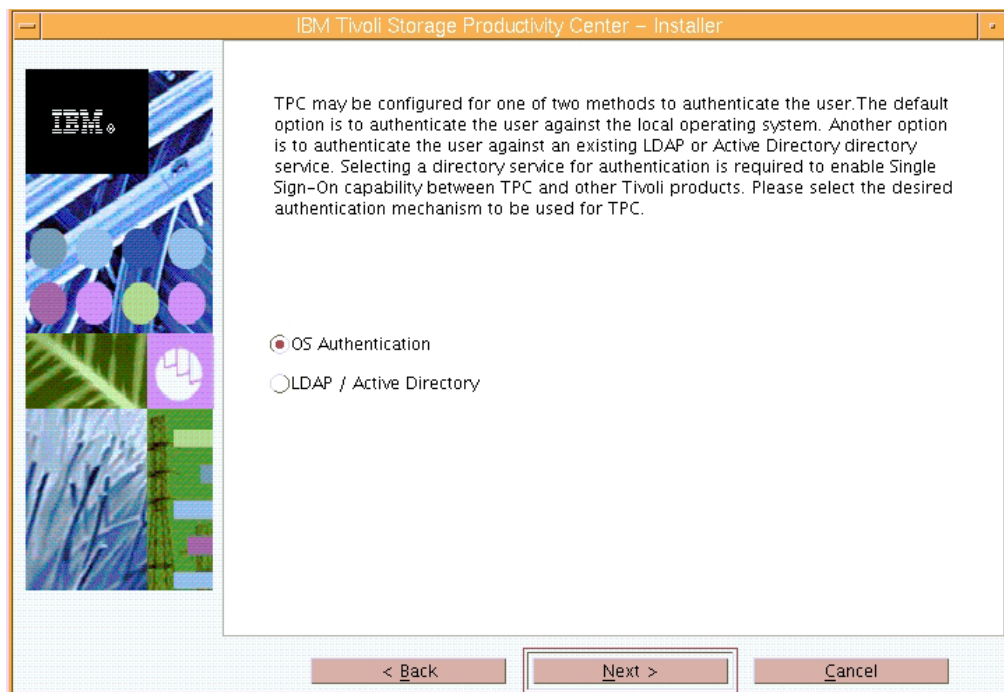 IBM Tivoli Storage Productivity Center – Installer
IBM®
TPC may be configured for one of two methods to authenticate the user.The default
option is to authenticate the user against the local operating system. Another option
is to authenticate the user against an existing LDAP or Active Directory directory
service. Selecting a directory service for authentication is required to enable Single
Sign–On capability between TPC and other Tivoli products. Please select the desired
authentication mechanism to be used for TPC.
OS Authentication
LDAP / Active Directory
< Back
Next >
Cancel